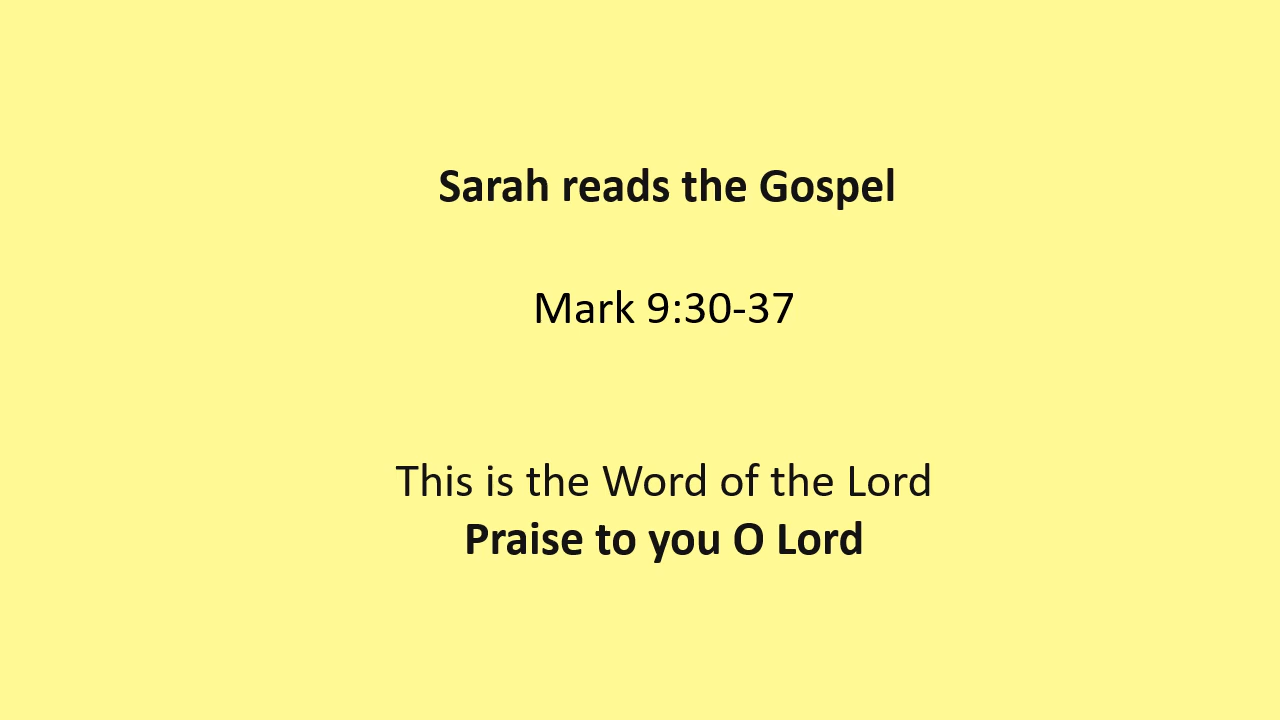 Sarah reads the Gospel
Mark 9:30-37
This is the Word of the Lord
Praise to you O Lord